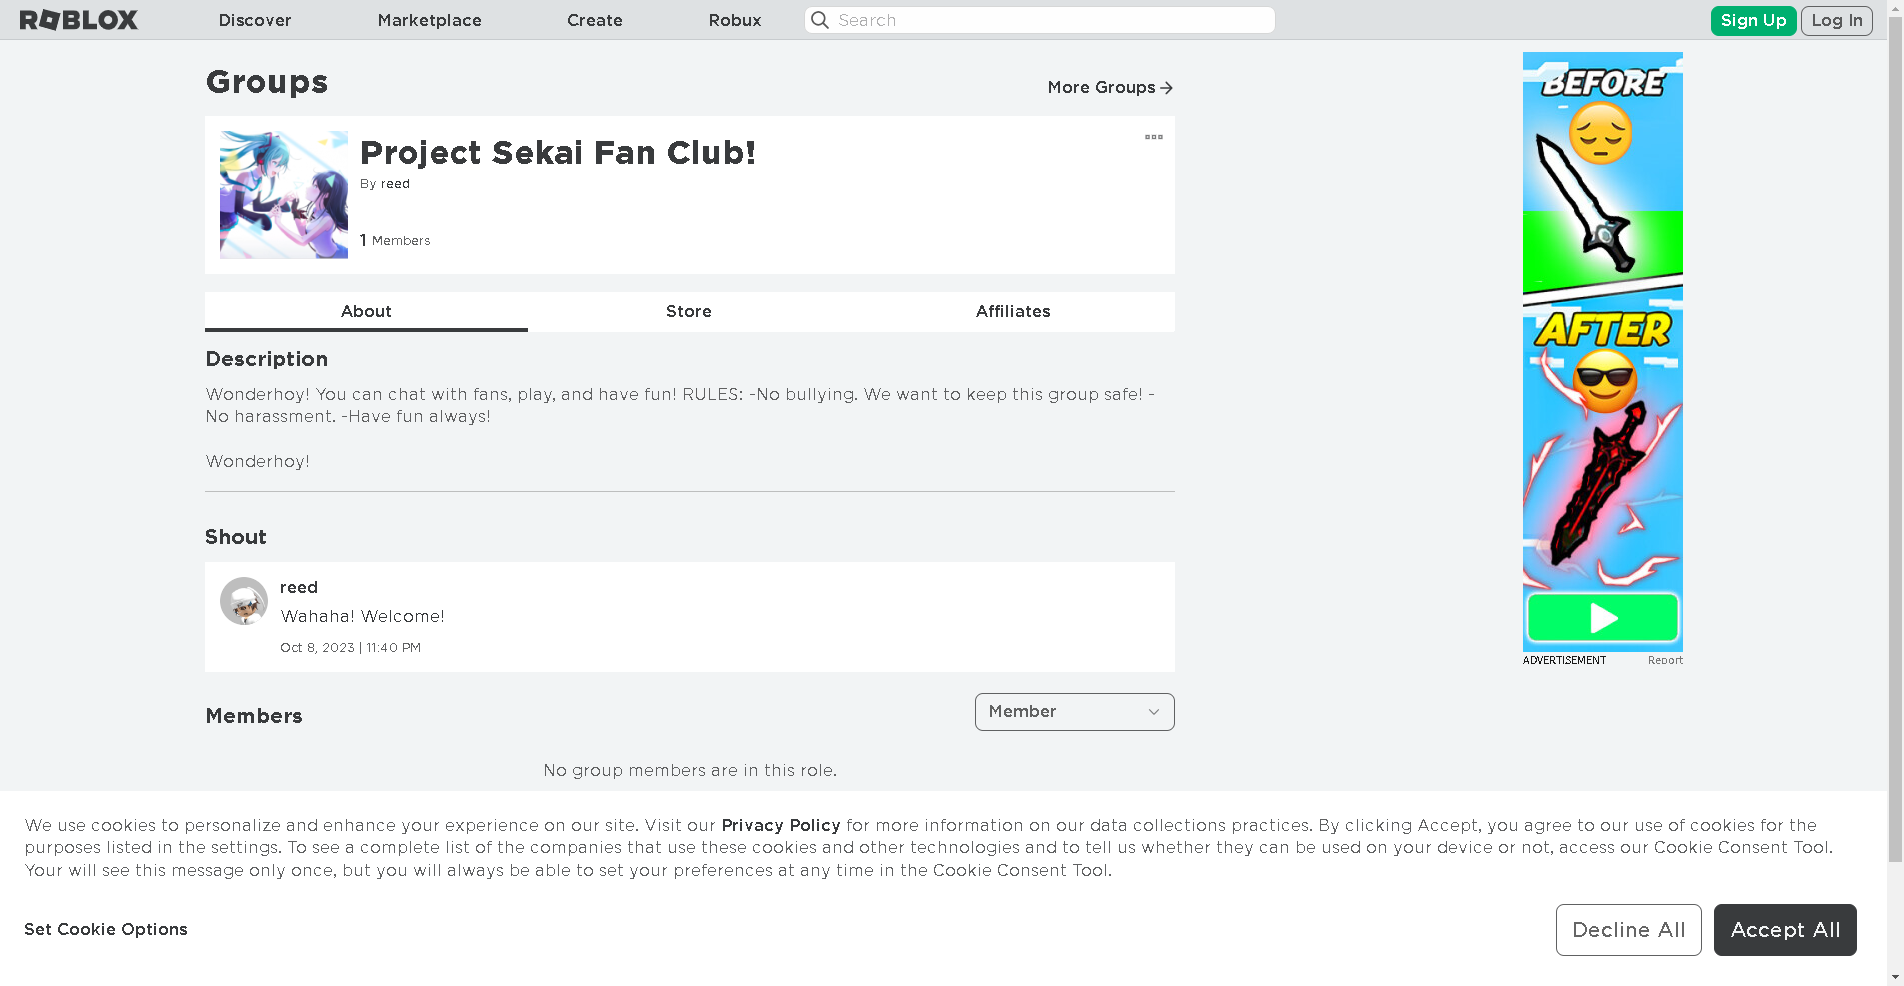 ROBLOX
Discover
Marketplace
Create
Robux
Search
Sign Up
Log In
Groups
More Groups
Project Sekai Fan Club!
By reed
1 Members
About
Store
Affiliates
Description
Wonderhoy! You can chat with fans, play, and have fun! RULES: -No bullying. We want to keep this group safe! -
No harassment. -Have fun always!
Wonderhoy!
Shout
reed
Wahaha! Welcome!
Oct 8, 2023 | 11:40 PM
Members
Member
No group members are in this role.
BEFORE
AFTER
ADVERTISEMENT
Report
We use cookies to personalize and enhance your experience on our site. Visit our Privacy Policy for more information on our data collections practices. By clicking Accept, you agree to our use of cookies for the
purposes listed in the settings. To see a complete list of the companies that use these cookies and other technologies and to tell us whether they can be used on your device or not, access our Cookie Consent Tool.
Your will see this message only once, but you will always be able to set your preferences at any time in the Cookie Consent Tool.
Set Cookie Options
Decline All
Accept All